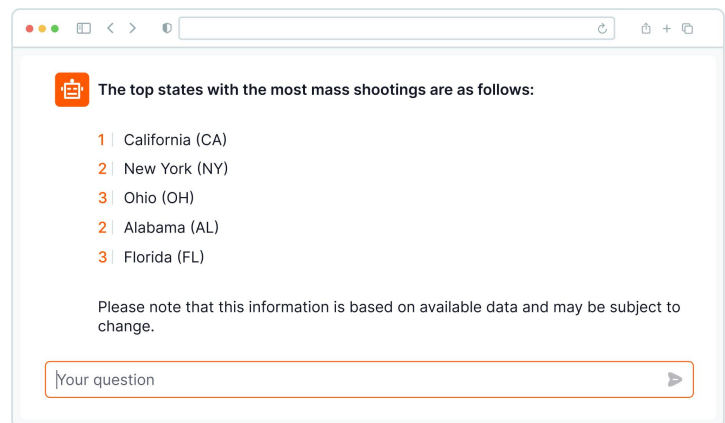 The top states with the most mass shootings are as follows:
1 California (CA)
2 New York (NY)
3 Ohio (OH)
2 Alabama (AL)
3 Florida (FL)
Please note that this information is based on available data and may be subject to
change.
Your question